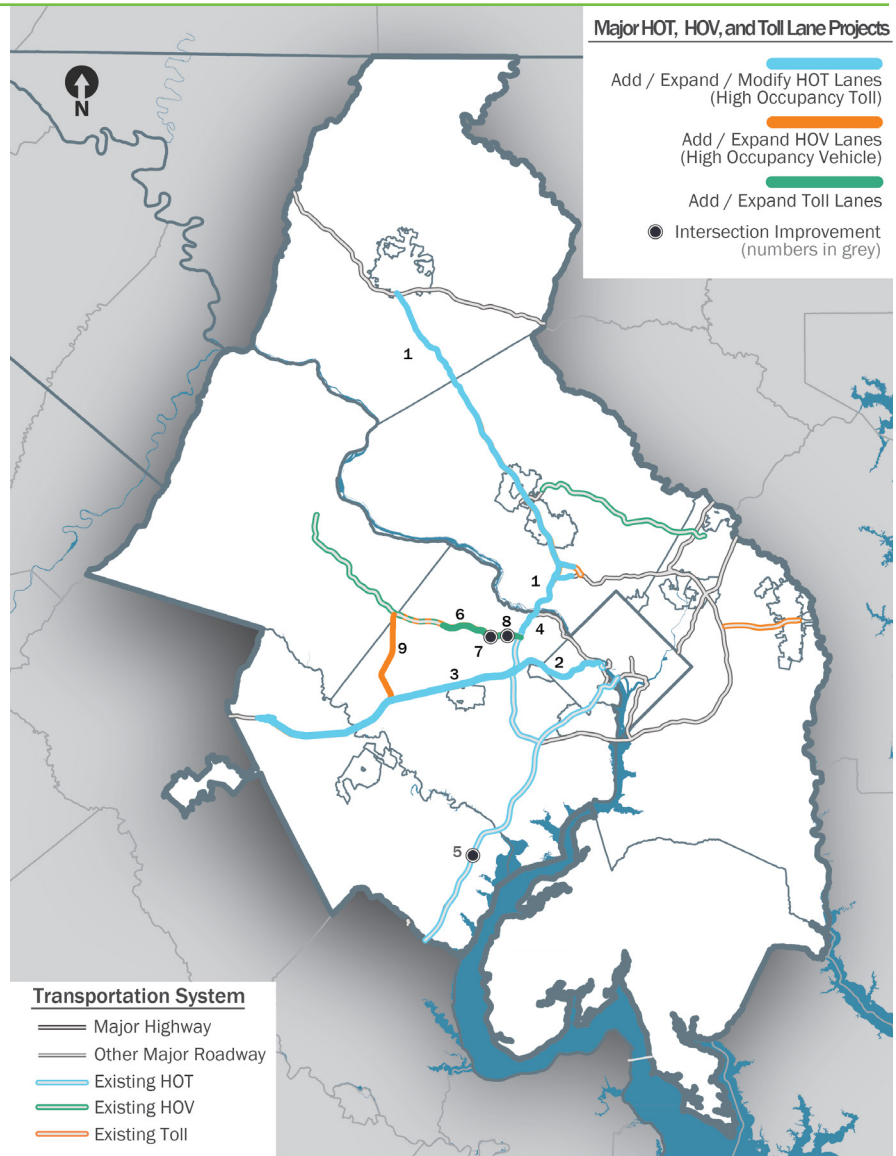 Major HOT, HOV, and Toll Lane Projects
Add / Expand / Modify HOT Lanes
(High Occupancy Toll)
Add / Expand HOV Lanes
(High Occupancy Vehicle)
Add / Expand Toll Lanes
Intersection Improvement
(numbers in grey)
N
1
1
6
8
4
7
9
2
3
5
Transportation System
Major Highway
Other Major Roadway
Existing HOT
Existing HOV
Existing Toll